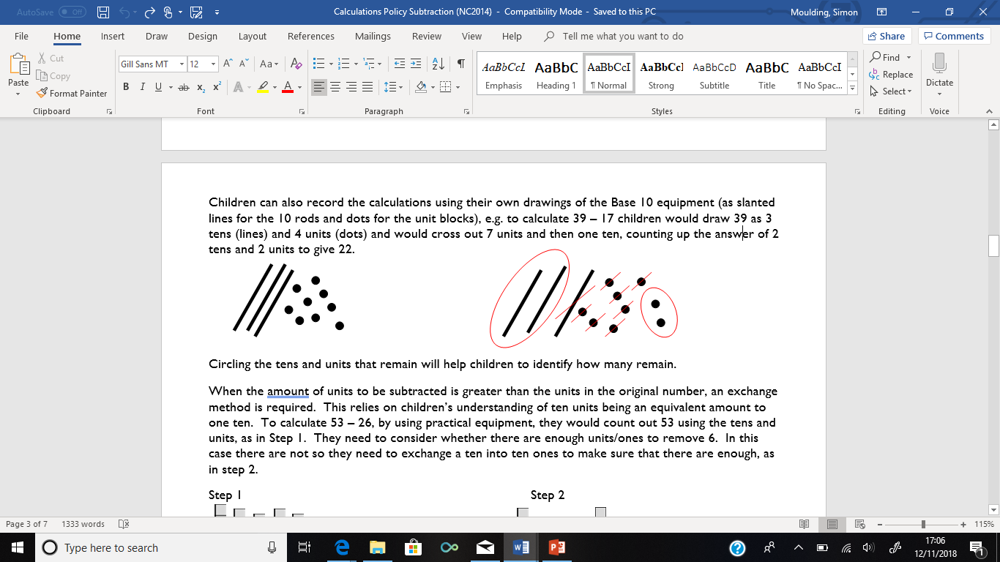 AutoSave Off
Calculations Policy Subtraction (NC2014) - Compatibility Mode - Saved to this PC
Moulding, Simon
File Home Insert Draw Design Layout References Mailings Review View Help Tell me what you want to do
Share Comments
Paste
Cut
Copy
Format Painter
Clipboard
Gill Sans MT 12
Font
Paragraph
AaBbCcI AaBbC AaBbCcI AaBbCcI AaBbCcD AaBbC AaBbCcI
Emphasis Heading 1 ¶ Normal Strong Subtitle Title ¶ No Spac...
Styles
Find
Replace
Select
Editing
Dictate
Voice
Children can also record the calculations using their own drawings of the Base 10 equipment (as slanted
lines for the 10 rods and dots for the unit blocks), e.g. to calculate 39 – 17 children would draw 39 as 3
tens (lines) and 4 units (dots) and would cross out 7 units and then one ten, counting up the answer of 2
tens and 2 units to give 22.
Circling the tens and units that remain will help children to identify how many remain.
When the amount of units to be subtracted is greater than the units in the original number, an exchange
method is required. This relies on children's understanding of ten units being an equivalent amount to
one ten. To calculate 53 – 26, by using practical equipment, they would count out 53 using the tens and
units, as in Step 1. They need to consider whether there are enough units/ones to remove 6. In this
case there are not so they need to exchange a ten into ten ones to make sure that there are enough, as
in step 2.
Step 1 Step 2
Page 3 of 7 1333 words
115%
Type here to search
17:06
12/11/2018
1